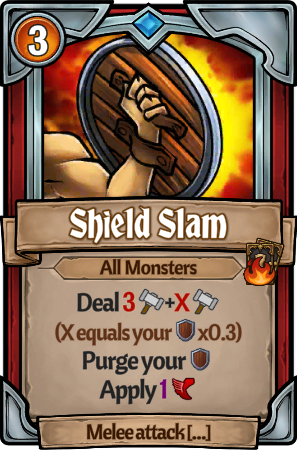 3
Shield Slam
All Monsters
Deal 3 + X
(X equals your x0.3)
Purge your
Apply 1
Melee attack [...]